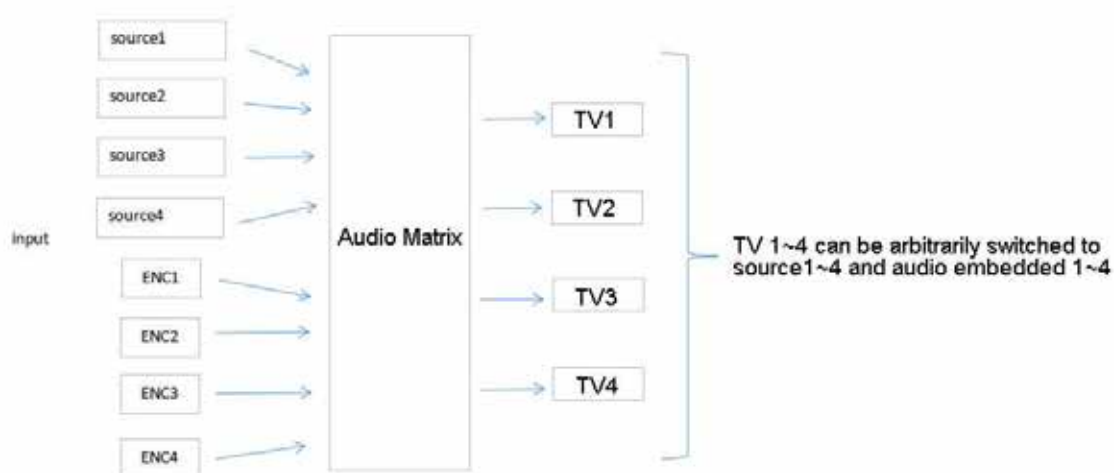 source1
source2
source3
source4
input
ENC1
ENC2
ENC3
ENC4
Audio Matrix
TV1
TV2
TV3
TV4
TV 1~4 can be arbitrarily switched to
source1~4 and audio embedded 1~4